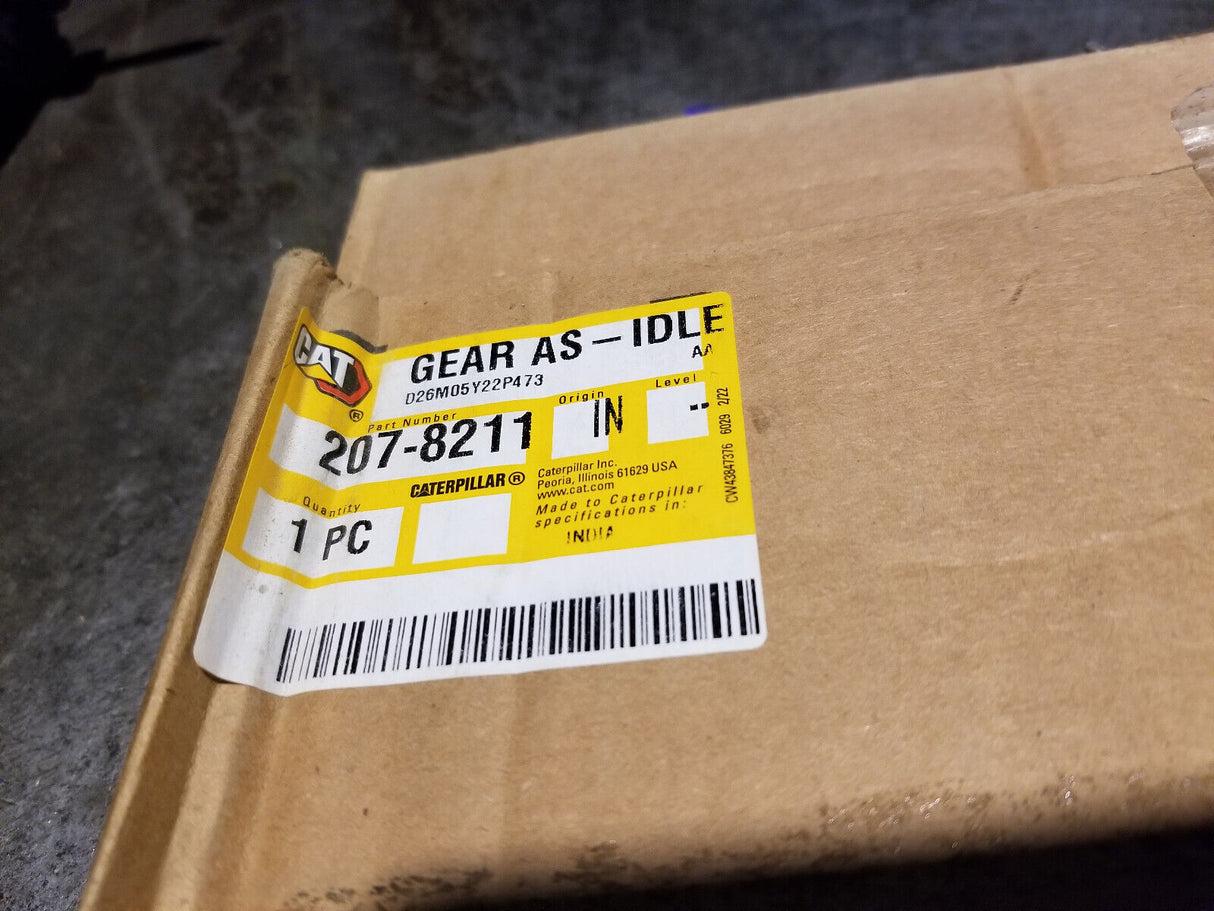 CAT®
GEAR AS-IDLE
AA
D26M05Y22P473
Part Number
207-8211
Origin
IN
Level
--
Quantity
1 PC
CATERPILLAR®
Caterpillar Inc.
Peoria, Illinois 61629 USA
www.cat.com
Made to Caterpillar
specifications in:
INDIA
CW43847376 6029 2/22